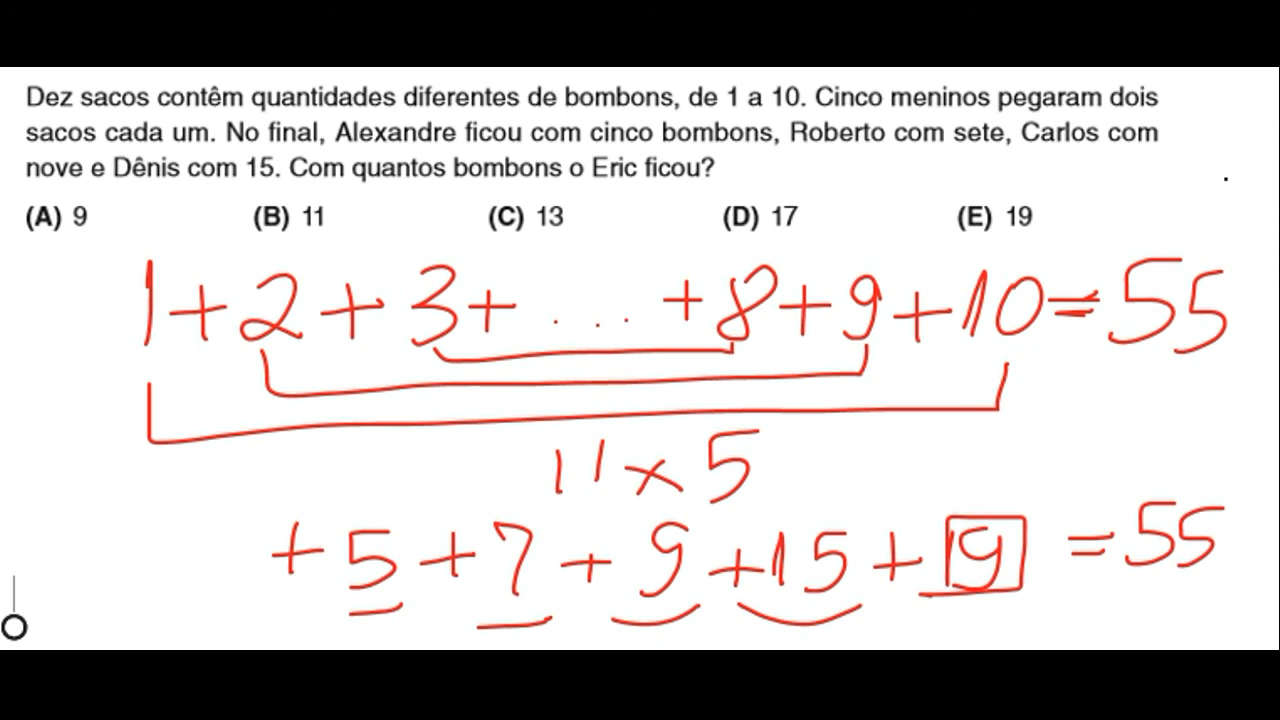 Dez sacos contêm quantidades diferentes de bombons, de 1 a 10. Cinco meninos pegaram dois
sacos cada um. No final, Alexandre ficou com cinco bombons, Roberto com sete, Carlos com
nove e Dênis com 15. Com quantos bombons o Eric ficou?
(A) 9 (B) 11 (C) 13 (D) 17 (E) 19
1+2+3+...+8+9+10=55
11×5
+5+7+9+15+19=55